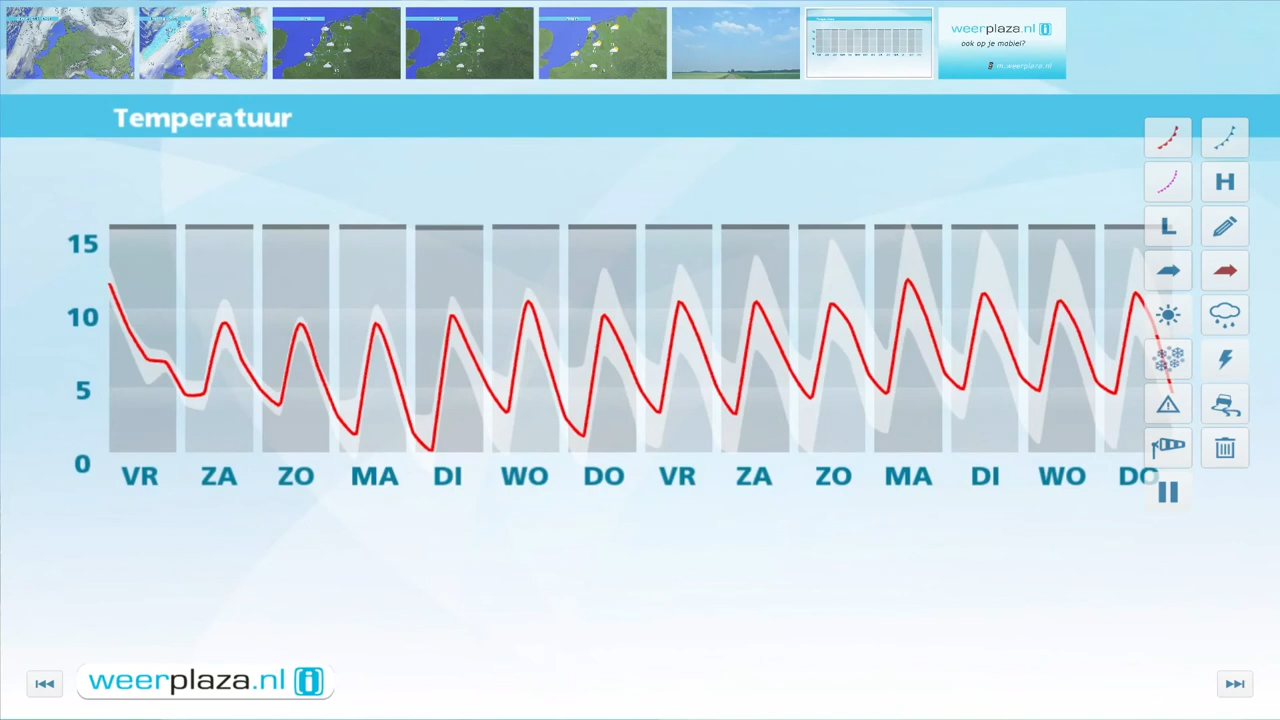 weerplaza.nl i
ook op je mobiel?
m.weerplaza.nl
Temperatuur
H
L
15
10
5
0
VR ZA ZO MA DI WO DO VR ZA ZO MA DI WO DO
weerplaza.nl i